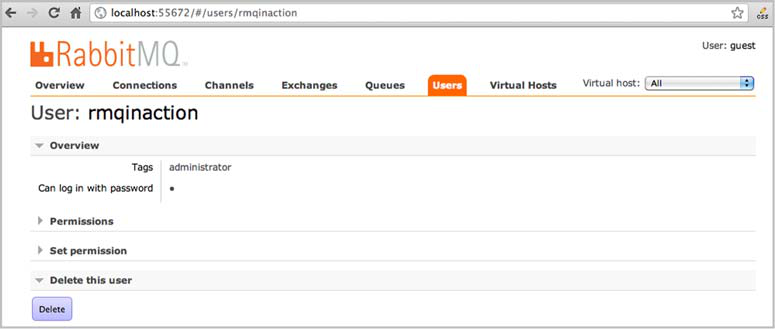 localhost:55672/#/users/rmqinaction
css
RabbitMQ
User: guest
Overview Connections Channels Exchanges Queues Users Virtual Hosts Virtual host: All
User: rmqinaction
Overview
Tags administrator
Can log in with password •
Permissions
Set permission
Delete this user
Delete